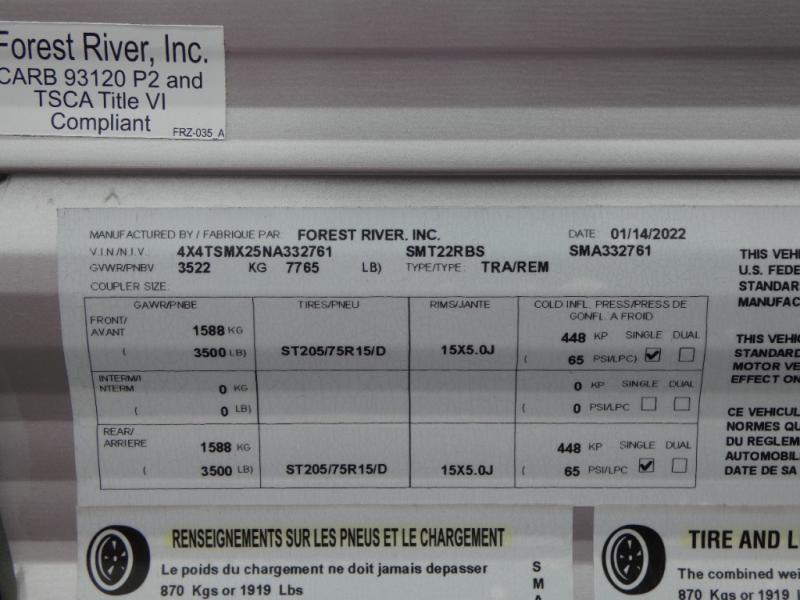 Forest River, Inc.
CARB 93120 P2 and
TSCA Title VI
Compliant
FRZ-035 A
MANUFACTURED BY / FABRIQUE PAR FOREST RIVER, INC. DATE: 01/14/2022
V.I.N./N.I.V.: 4X4TSMX25NA332761 SMT22RBS SMA332761
GVWR/PNBV 3522 KG 7765 LB) TYPE/TYPE: TRA/REM
COUPLER SIZE:
GAWR/PNBE TIRES/PNEU RIMS/JANTE COLD INFL. PRESS/PRESS DE
GONFL. A FROID
FRONT/
AVANT 1588 KG 448 KP SINGLE DUAL
( 3500 LB) ST205/75R15/D 15X5.0J ( 65 PSI/LPC)
INTERM/I
NTERM 0 KG 0 KP SINGLE DUAL
( 0 LB) ( 0 PSI/LPC
REAR/
ARRIERE 1588 KG 448 KP SINGLE DUAL
( 3500 LB) ST205/75R15/D 15X5.0J ( 65 PSI/LPC
THIS VEHI
U.S. FEDE
STANDAR
MANUFAC
THIS VEHIC
STANDARD
MOTOR VE
EFFECT ON
CE VEHICUL
NORMES QU
DU REGLEM
AUTOMOBIL
DATE DE SA
RENSEIGNEMENTS SUR LES PNEUS ET LE CHARGEMENT
Le poids du chargement ne doit jamais depasser
870 Kgs or 1919 Lbs
S
M
A
TIRE AND L
The combined wei
870 Kgs or 1919 L